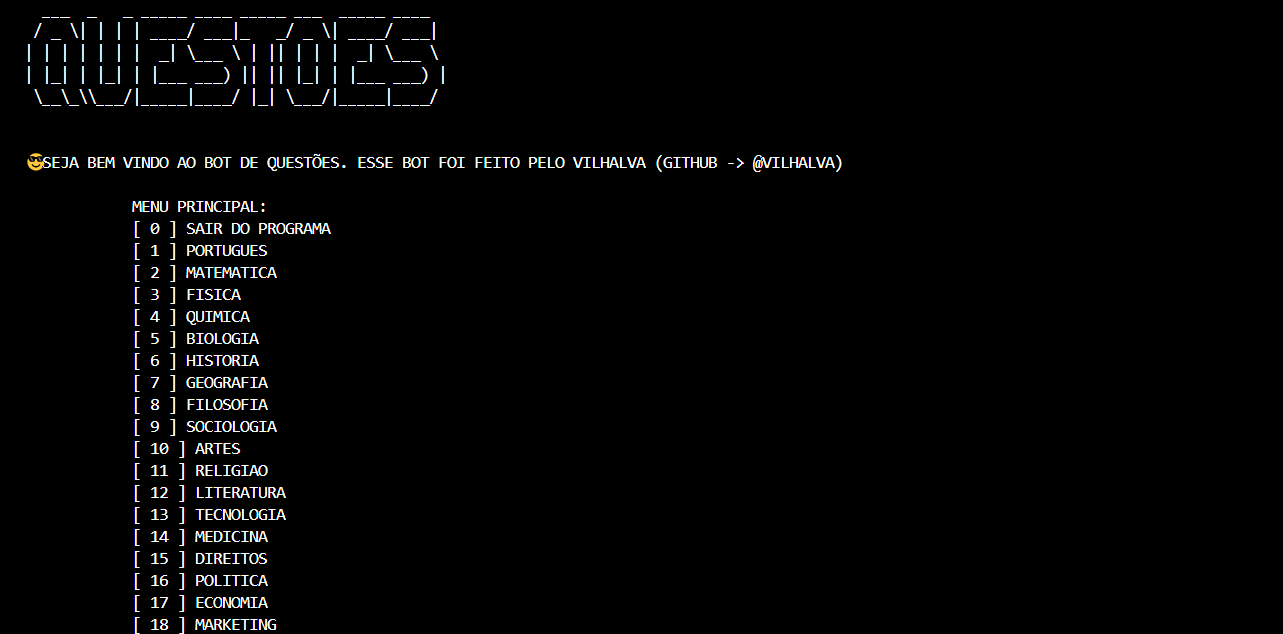 QUESTOES
😎SEJA BEM VINDO AO BOT DE QUESTÕES. ESSE BOT FOI FEITO PELO VILHALVA (GITHUB -> @VILHALVA)
MENU PRINCIPAL:
[ 0 ] SAIR DO PROGRAMA
[ 1 ] PORTUGUES
[ 2 ] MATEMATICA
[ 3 ] FISICA
[ 4 ] QUIMICA
[ 5 ] BIOLOGIA
[ 6 ] HISTORIA
[ 7 ] GEOGRAFIA
[ 8 ] FILOSOFIA
[ 9 ] SOCIOLOGIA
[ 10 ] ARTES
[ 11 ] RELIGIAO
[ 12 ] LITERATURA
[ 13 ] TECNOLOGIA
[ 14 ] MEDICINA
[ 15 ] DIREITOS
[ 16 ] POLITICA
[ 17 ] ECONOMIA
[ 18 ] MARKETING